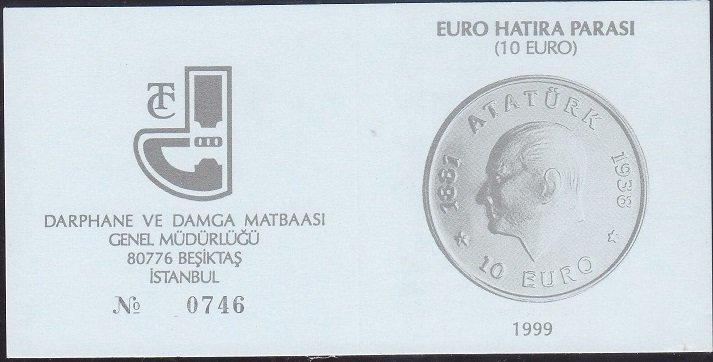 TC
DARPHANE VE DAMGA MATBAASI
GENEL MÜDÜRLÜĞÜ
80776 BEŞİKTAŞ
İSTANBUL
№ 0746
EURO HATIRA PARASI
(10 EURO)
ATATÜRK
1881 1938
10 EURO
1999